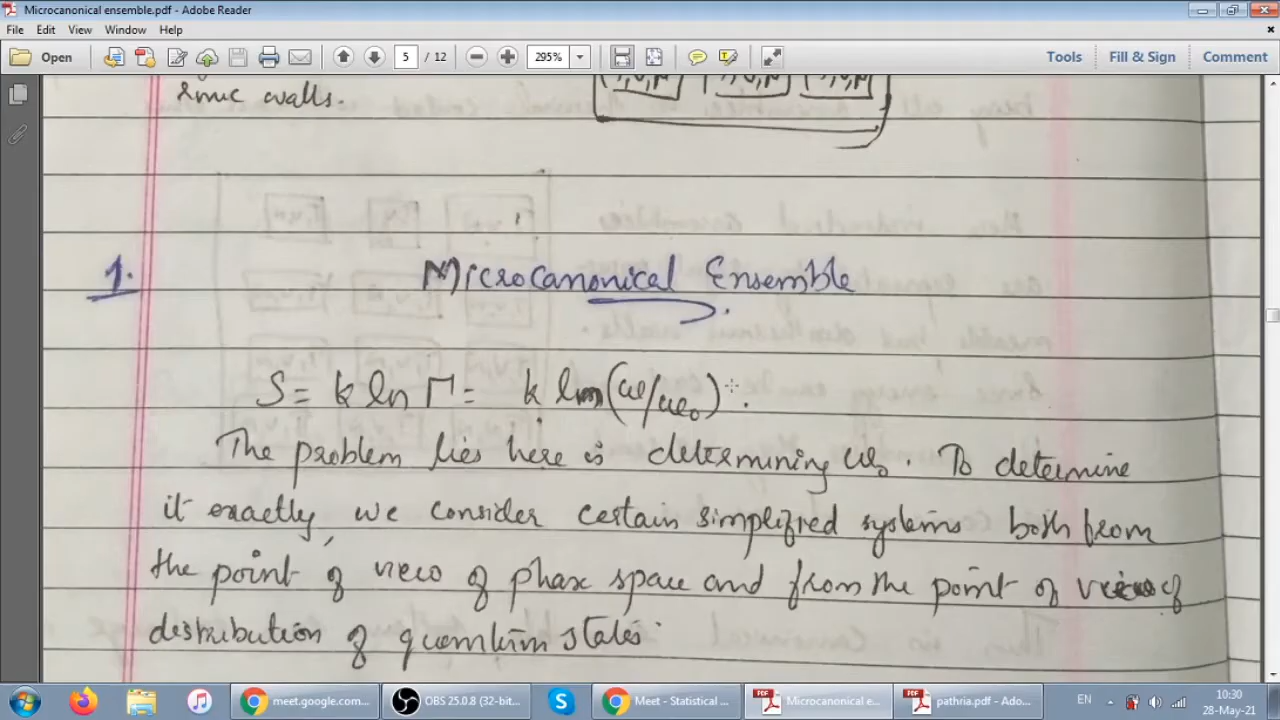 Microcanonical ensemble.pdf - Adobe Reader
File Edit View Window Help
Open 5 / 12 295% Tools Fill & Sign Comment
walls.
1. Microcanonical Ensemble
S = k ln Γ = k ln (ω/ω₀).
The problem lies here is determining ω₀. To determine
it exactly, we consider certain simplified systems both from
the point of view of phase space and from the point of view of
distribution of quantum states.
meet.google.com... OBS 25.0.8 (32-bit... Meet - Statistical ... Microcanonical e... pathria.pdf - Ado... EN 10:30
28-May-21